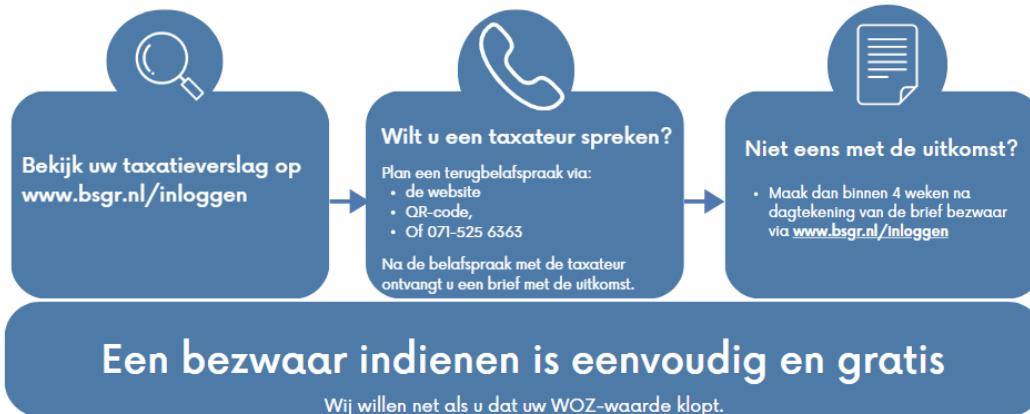 Bekijk uw taxatieverslag op
www.bsgr.nl/inloggen
Wilt u een taxateur spreken?
Plan een terugbelafspraak via:
• de website
• QR-code,
• Of 071-525 6363
Na de belafspraak met de taxateur
ontvangt u een brief met de uitkomst.
Niet eens met de uitkomst?
• Maak dan binnen 4 weken na
dagtekening van de brief bezwaar
via www.bsgr.nl/inloggen
Een bezwaar indienen is eenvoudig en gratis
Wij willen net als u dat uw WOZ-waarde klopt.